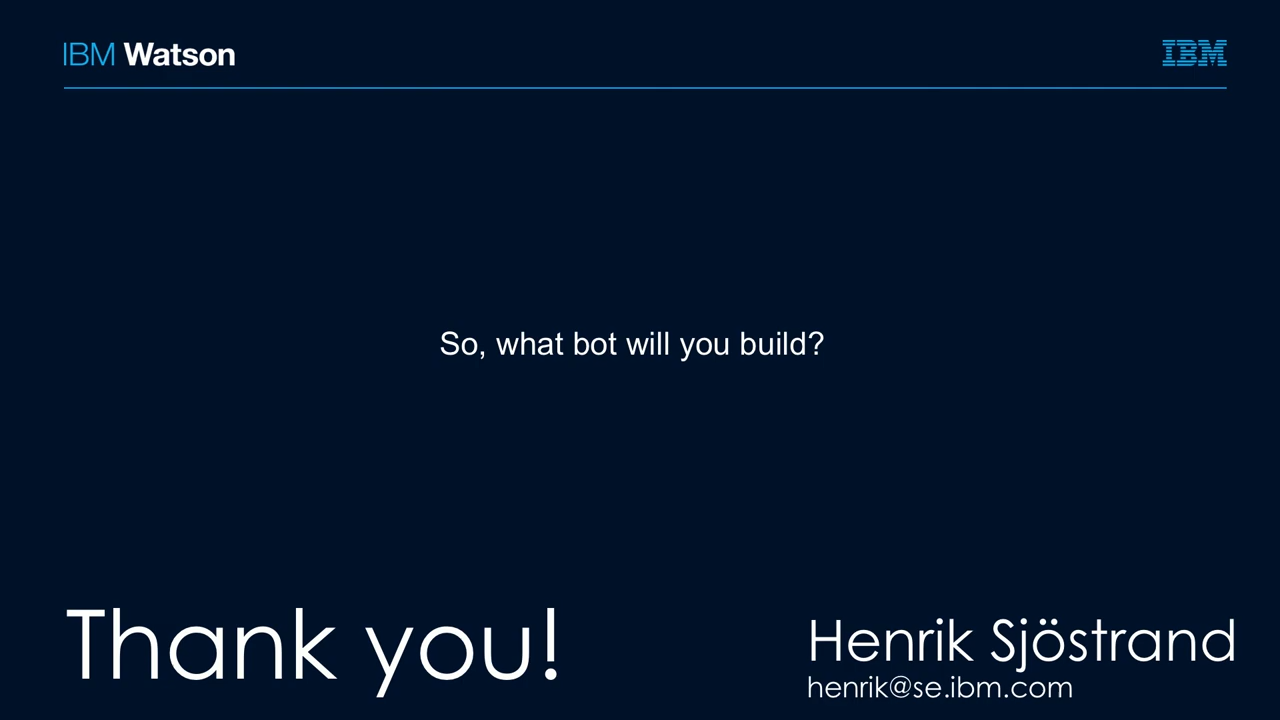 IBM Watson
IBM
So, what bot will you build?
Thank you!
Henrik Sjöstrand
henrik@se.ibm.com